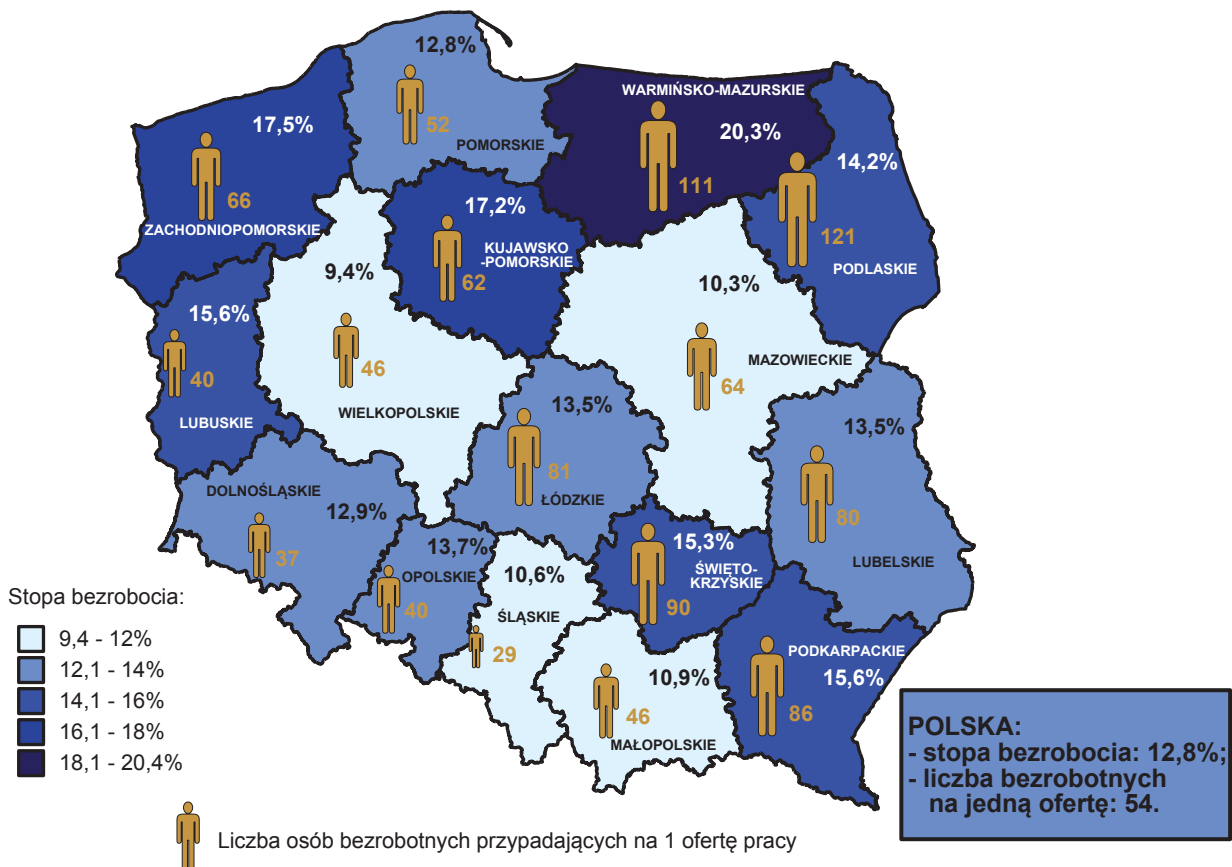 12,8%
52
POMORSKIE
WARMIŃSKO-MAZURSKIE
20,3%
111
17,5%
66
ZACHODNIOPOMORSKIE
14,2%
121
PODLASKIE
17,2%
KUJAWSKO
-POMORSKIE
62
9,4%
46
WIELKOPOLSKIE
10,3%
MAZOWIECKIE
64
15,6%
40
LUBUSKIE
13,5%
81
ŁÓDZKIE
13,5%
80
LUBELSKIE
DOLNOŚLĄSKIE
12,9%
37
13,7%
OPOLSKIE
40
10,6%
ŚLĄSKIE
29
15,3%
ŚWIĘTO-
KRZYSKIE
90
10,9%
46
MAŁOPOLSKIE
PODKARPACKIE
15,6%
86
Stopa bezrobocia:
9,4 - 12%
12,1 - 14%
14,1 - 16%
16,1 - 18%
18,1 - 20,4%
Liczba osób bezrobotnych przypadających na 1 ofertę pracy
POLSKA:
- stopa bezrobocia: 12,8%;
- liczba bezrobotnych
na jedną ofertę: 54.